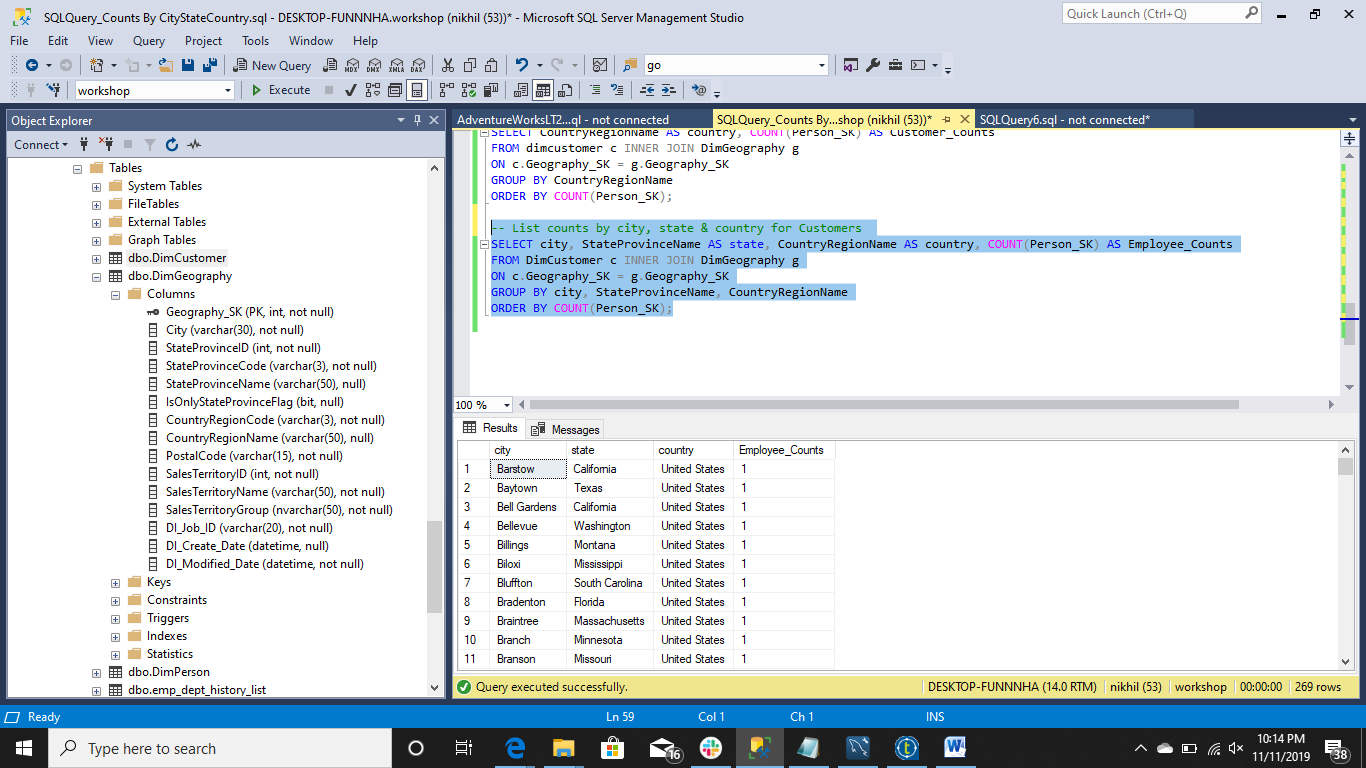 SQLQuery_Counts By CityStateCountry.sql - DESKTOP-FUNNNHA.workshop (nikhil (53))* - Microsoft SQL Server Management Studio
Quick Launch (Ctrl+Q)
File Edit View Query Project Tools Window Help
New Query MDX DMX XMLA DAX go
workshop Execute
Object Explorer
Connect
Tables
System Tables
FileTables
External Tables
Graph Tables
dbo.DimCustomer
dbo.DimGeography
Columns
Geography_SK (PK, int, not null)
City (varchar(30), not null)
StateProvinceID (int, not null)
StateProvinceCode (varchar(3), not null)
StateProvinceName (varchar(50), null)
IsOnlyStateProvinceFlag (bit, null)
CountryRegionCode (varchar(3), not null)
CountryRegionName (varchar(50), null)
PostalCode (varchar(15), not null)
SalesTerritoryID (int, not null)
SalesTerritoryName (varchar(50), not null)
SalesTerritoryGroup (nvarchar(50), not null)
DI_Job_ID (varchar(20), not null)
DI_Create_Date (datetime, null)
DI_Modified_Date (datetime, not null)
Keys
Constraints
Triggers
Indexes
Statistics
dbo.DimPerson
dbo.emp_dept_history_list
AdventureWorksLT2...ql - not connected SQLQuery_Counts By...shop (nikhil (53))* SQLQuery6.sql - not connected*
SELECT CountryRegionName AS country, COUNT(Person_SK) AS Customer_Counts
FROM dimcustomer c INNER JOIN DimGeography g
ON c.Geography_SK = g.Geography_SK
GROUP BY CountryRegionName
ORDER BY COUNT(Person_SK);
-- List counts by city, state & country for Customers
SELECT city, StateProvinceName AS state, CountryRegionName AS country, COUNT(Person_SK) AS Employee_Counts
FROM DimCustomer c INNER JOIN DimGeography g
ON c.Geography_SK = g.Geography_SK
GROUP BY city, StateProvinceName, CountryRegionName
ORDER BY COUNT(Person_SK);
100 %
Results Messages
city state country Employee_Counts
1 Barstow California United States 1
2 Baytown Texas United States 1
3 Bell Gardens California United States 1
4 Bellevue Washington United States 1
5 Billings Montana United States 1
6 Biloxi Mississippi United States 1
7 Bluffton South Carolina United States 1
8 Bradenton Florida United States 1
9 Braintree Massachusetts United States 1
10 Branch Minnesota United States 1
11 Branson Missouri United States 1
Query executed successfully. DESKTOP-FUNNNHA (14.0 RTM) nikhil (53) workshop 00:00:00 269 rows
Ready Ln 59 Col 1 Ch 1 INS
Type here to search
16
10:14 PM
11/11/2019
38